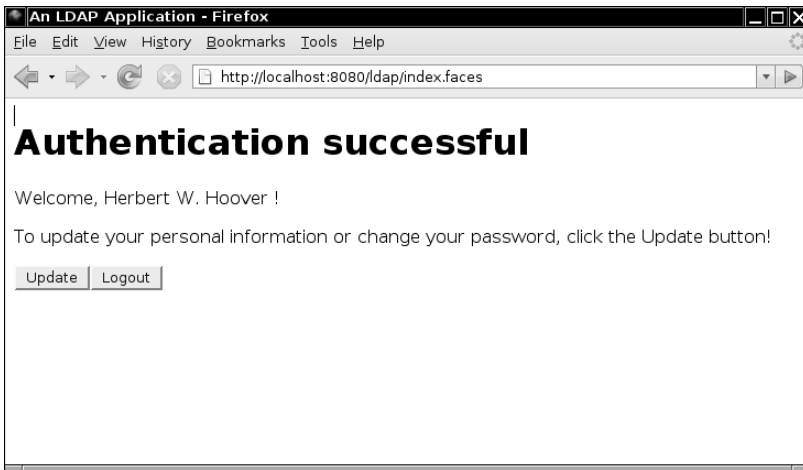 An LDAP Application - Firefox
File Edit View History Bookmarks Tools Help
http://localhost:8080/ldap/index.faces
Authentication successful
Welcome, Herbert W. Hoover !
To update your personal information or change your password, click the Update button!
Update Logout